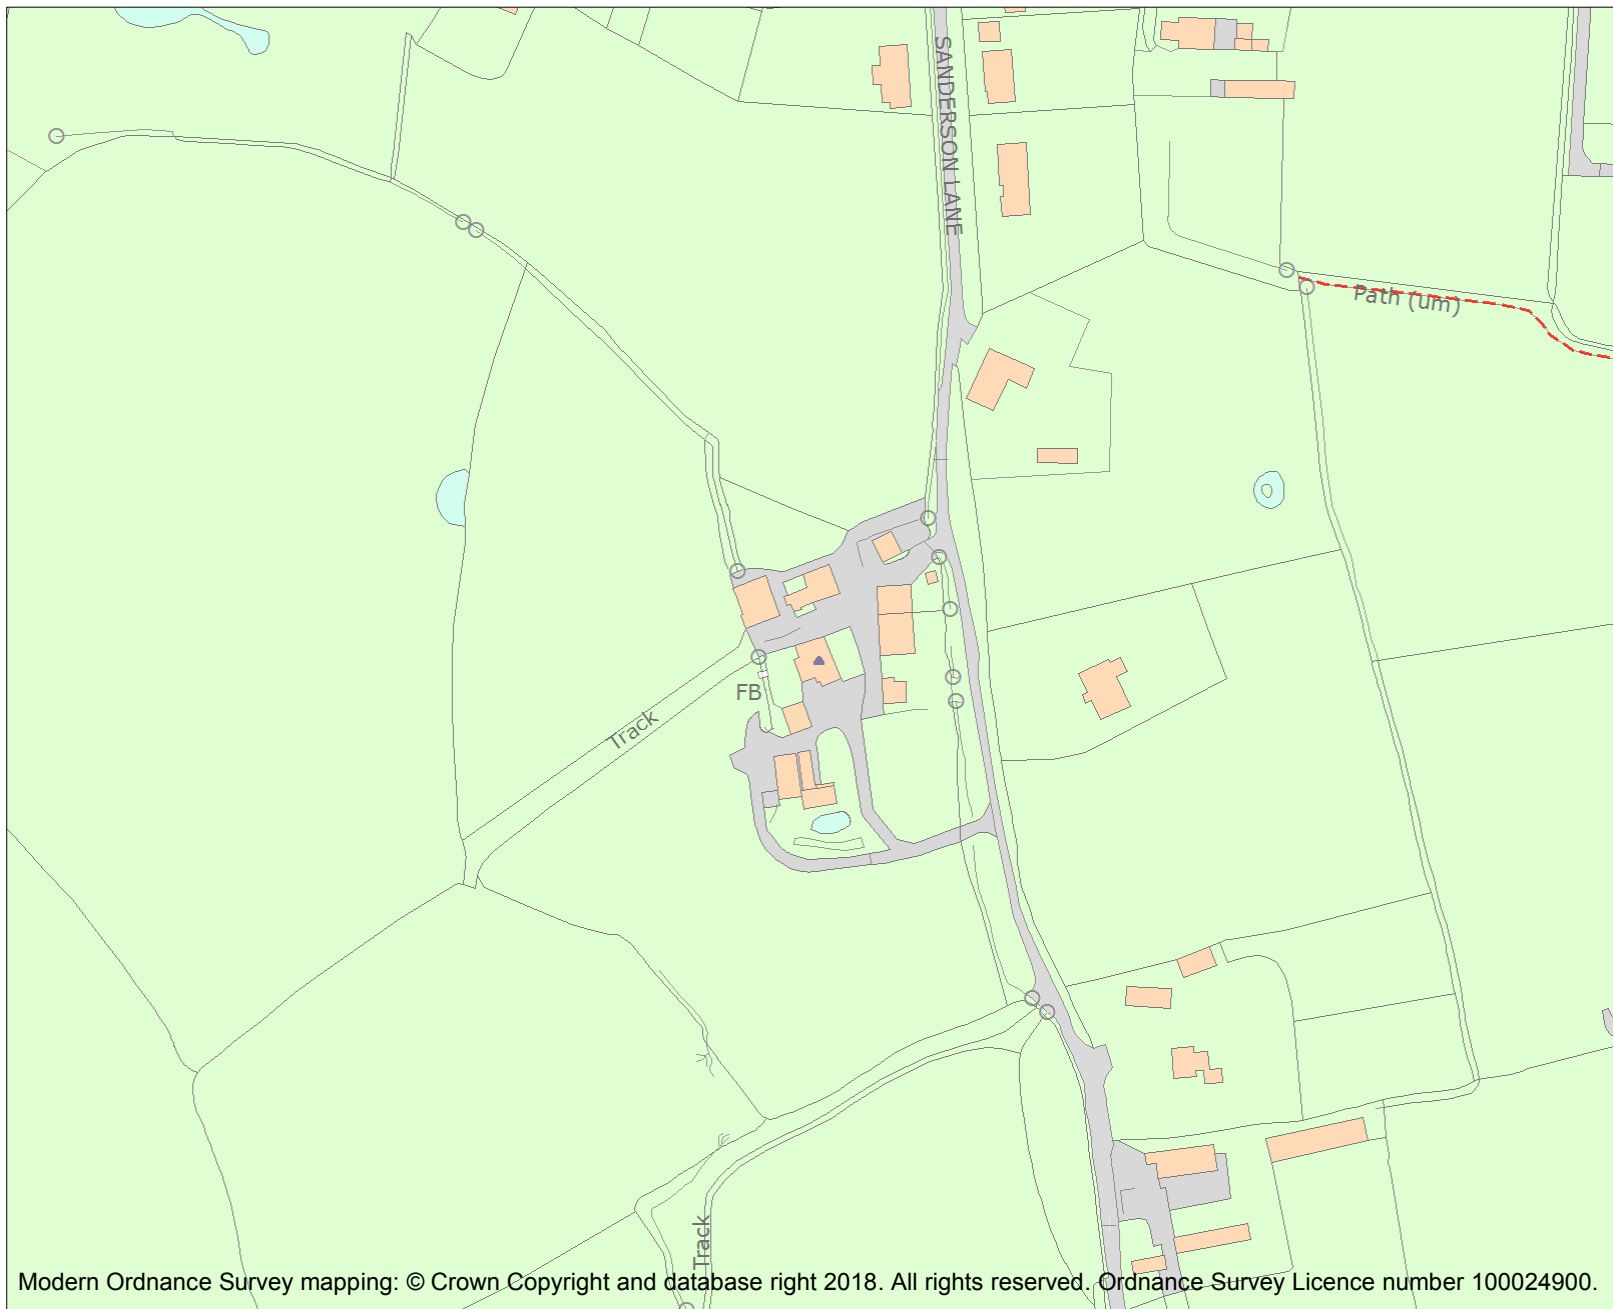 SANDERSON LANE
Path (um)
FB
Track
Track
Modern Ordnance Survey mapping: © Crown Copyright and database right 2018. All rights reserved. Ordnance Survey Licence number 100024900.